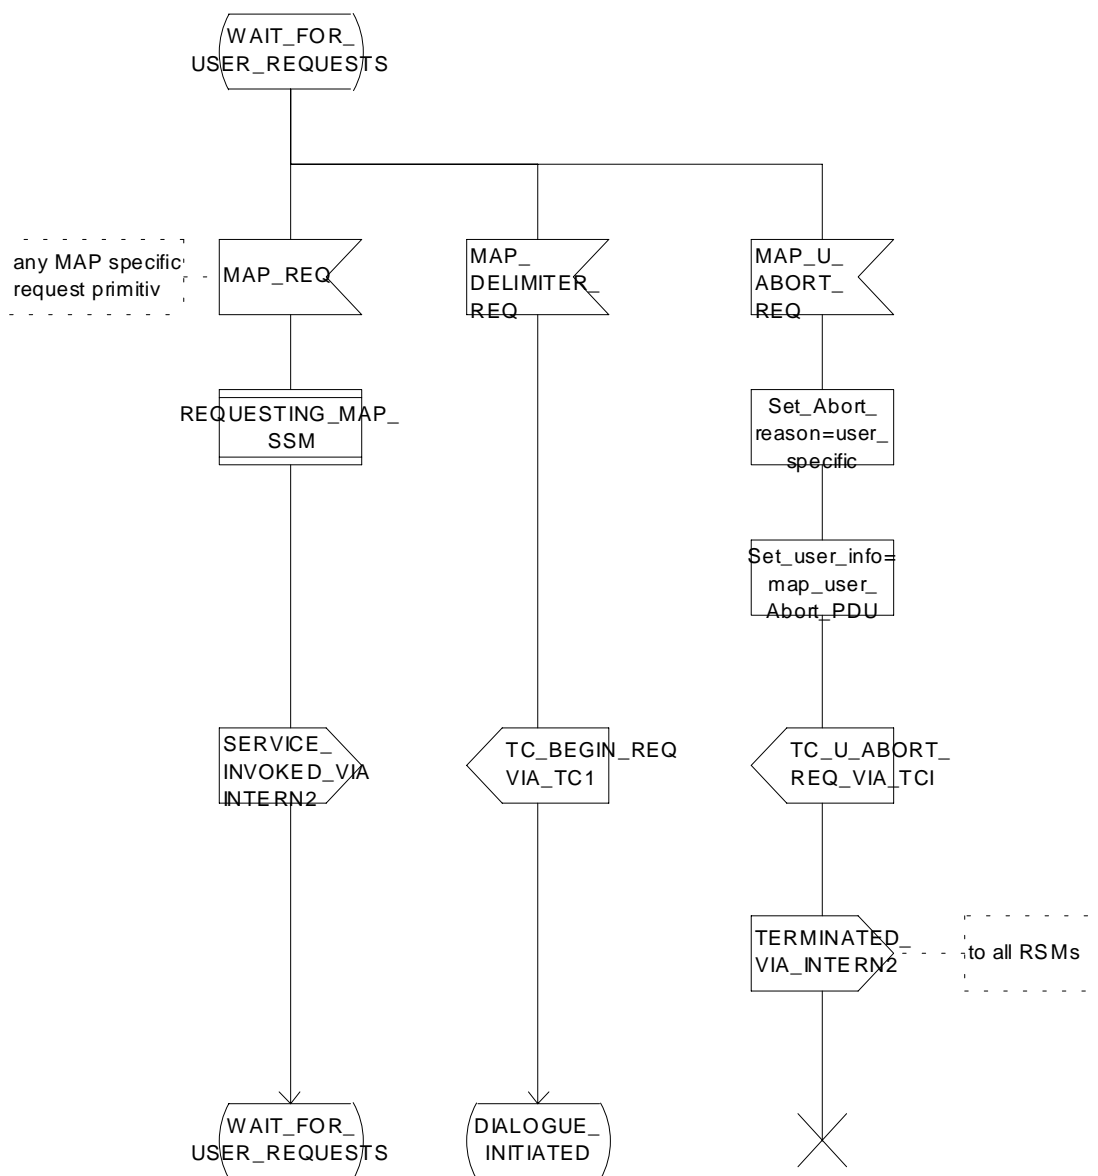 WAIT_FOR_
USER_REQUESTS
any MAP specific
request primitiv
MAP_REQ
MAP_
DELIMITER_
REQ
MAP_U_
ABORT_
REQ
REQUESTING_MAP_
SSM
Set_Abort_
reason=user_
specific
Set_user_info=
map_user_
Abort_PDU
SERVICE_
INVOKED_VIA
INTERN2
TC_BEGIN_REQ
VIA_TC1
TC_U_ABORT_
REQ_VIA_TCI
TERMINATED_
VIA_INTERN2
to all RSMs
WAIT_FOR_
USER_REQUESTS
DIALOGUE_
INITIATED